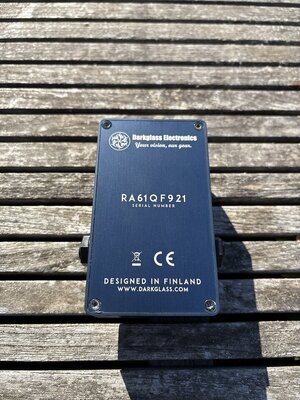 Darkglass Electronics
Your vision, our gear.
RA61QF921
SERIAL NUMBER
CE
DESIGNED IN FINLAND
WWW.DARKGLASS.COM